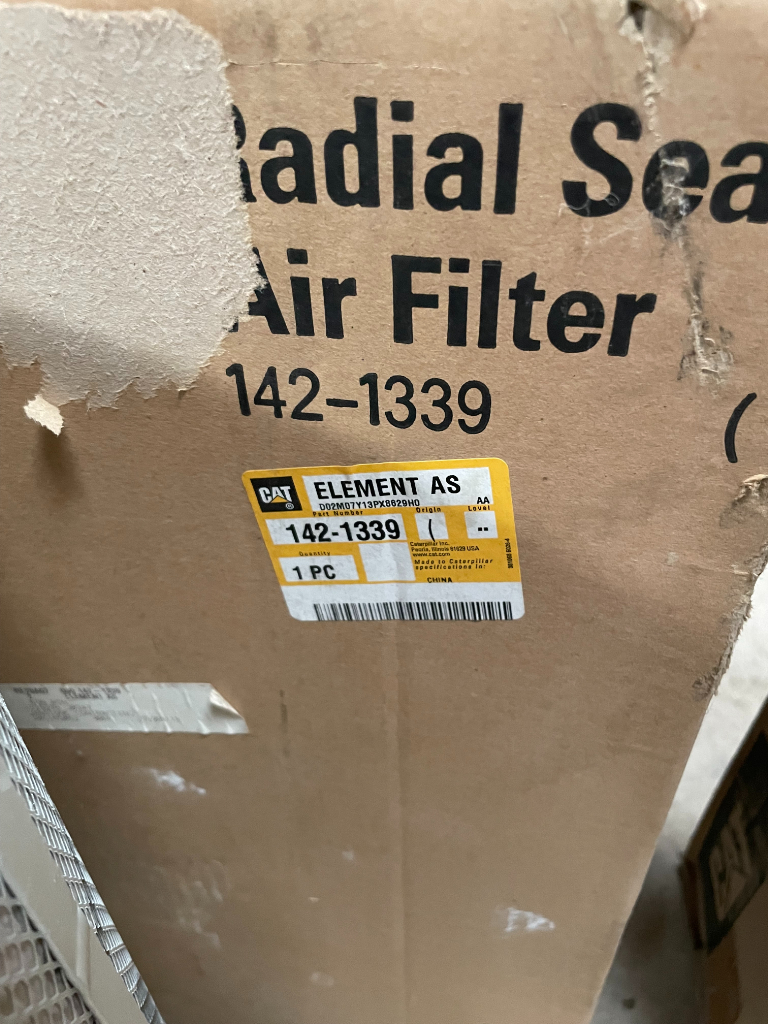 Radial Sea
Air Filter
142-1339
(
CAT
ELEMENT AS
D02M07Y13PX8629H0
AA
Part Number
Origin
Level
142-1339
(
--
Quantity
1 PC
Caterpillar Inc.
Peoria, Illinois 61629 USA
www.cat.com
Made to Caterpillar
specifications in:
CHINA
CAT